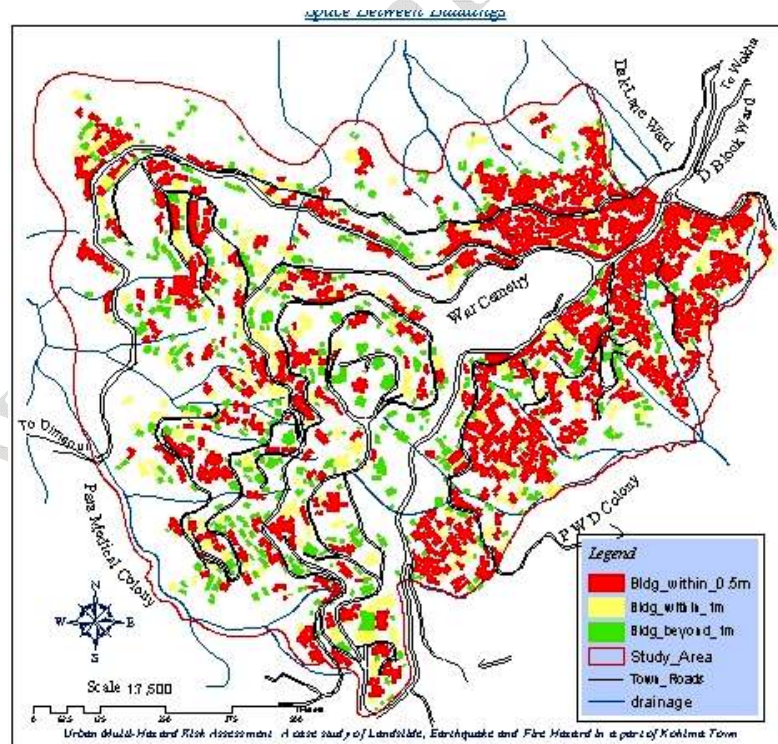 Space Between Buildings
To Wokha
Dak Lane Ward
D Block Ward
War Cemetry
To Dimapur
Para Medical Colony
P W D Colony
N
W E
S
Scale 1:7,500
Legend
Bldg_within_0.5m
Bldg_within_1m
Bldg_beyond_1m
Study_Area
Town_Roads
drainage
Urban Multi-Hazard Risk Assessment: A case study of Landslide, Earthquake and Fire Hazard in a part of Kohima Town